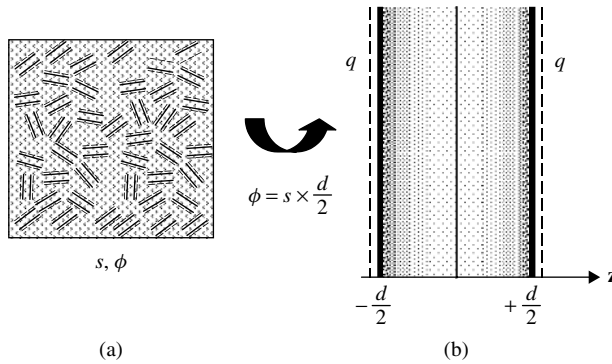 q
q
s, ϕ
ϕ = s × d/2
z
− d/2
+ d/2
(a)
(b)